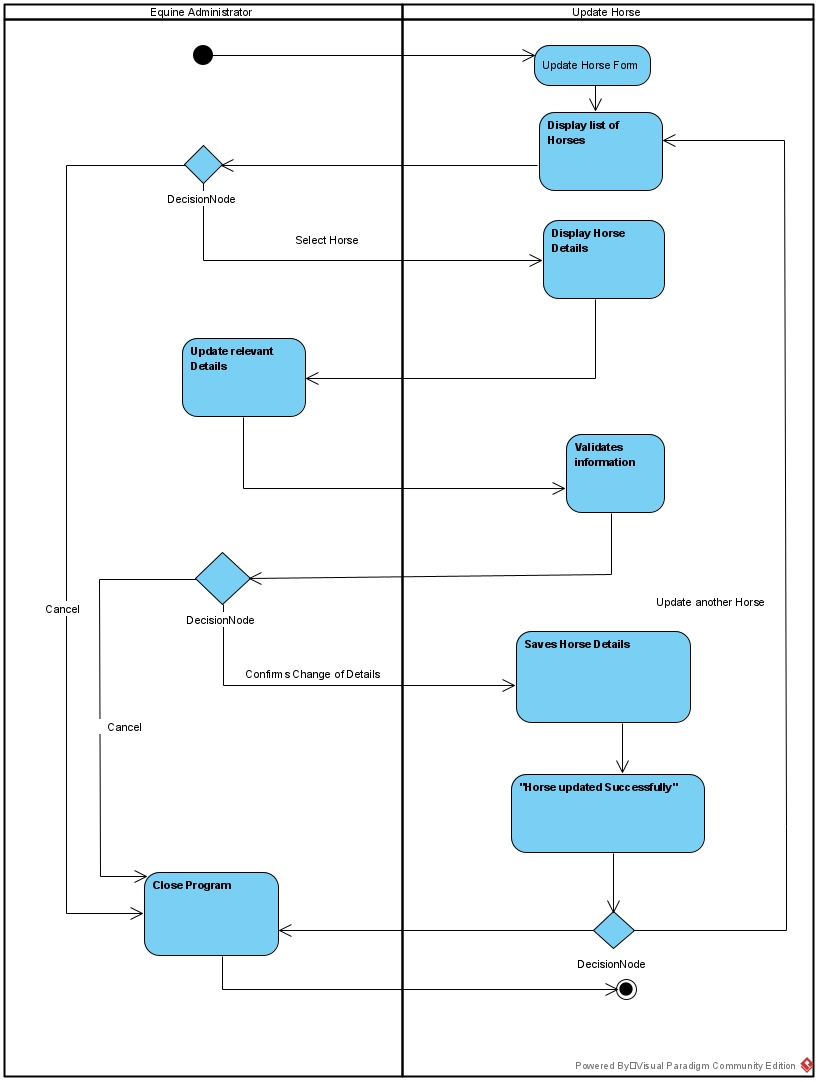 Equine Administrator
Update Horse
Update Horse Form
Display list of
Horses
DecisionNode
Select Horse
Display Horse
Details
Update relevant
Details
Validates
information
Cancel
Update another Horse
DecisionNode
Saves Horse Details
Confirms Change of Details
Cancel
"Horse updated Successfully"
Close Program
DecisionNode
Powered By□Visual Paradigm Community Edition